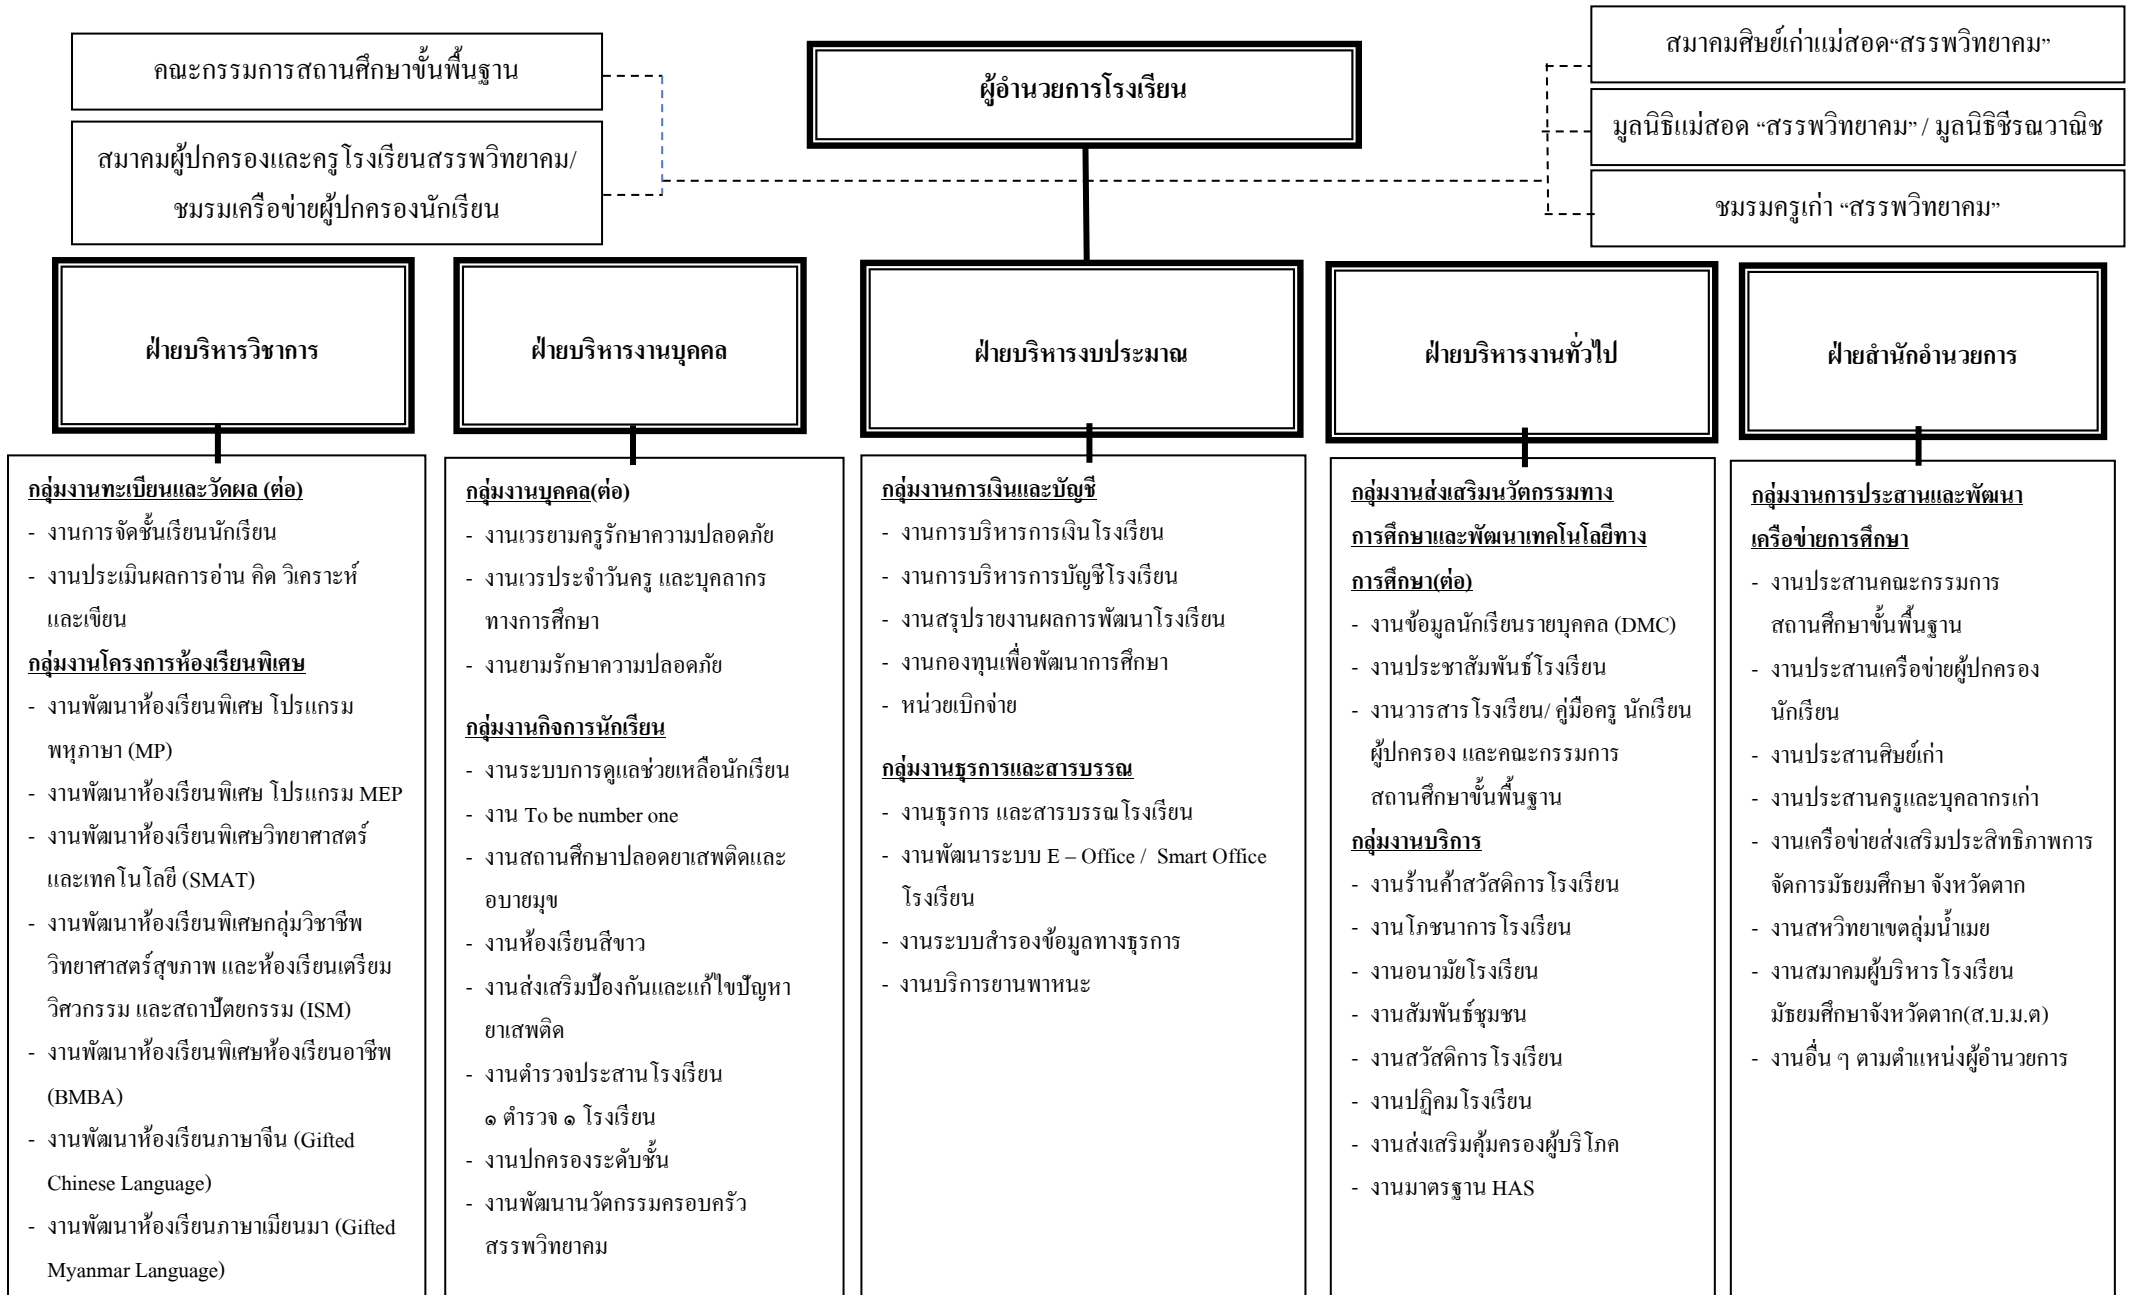 คณะกรรมการสถานศึกษาขั้นพื้นฐาน
สมาคมผู้ปกครองและครูโรงเรียนสรรพวิทยาคม/
ชมรมเครือข่ายผู้ปกครองนักเรียน
ผู้อำนวยการโรงเรียน
สมาคมศิษย์เก่าแม่สอด“สรรพวิทยาคม”
มูลนิธิแม่สอด “สรรพวิทยาคม” / มูลนิธิชีรณวาณิช
ชมรมครูเก่า “สรรพวิทยาคม”
ฝ่ายบริหารวิชาการ
กลุ่มงานทะเบียนและวัดผล (ต่อ)
- งานการจัดชั้นเรียนนักเรียน
- งานประเมินผลการอ่าน คิด วิเคราะห์
และเขียน
กลุ่มงานโครงการห้องเรียนพิเศษ
- งานพัฒนาห้องเรียนพิเศษ โปรแกรม
พหุภาษา (MP)
- งานพัฒนาห้องเรียนพิเศษ โปรแกรม MEP
- งานพัฒนาห้องเรียนพิเศษวิทยาศาสตร์
และเทคโนโลยี (SMAT)
- งานพัฒนาห้องเรียนพิเศษกลุ่มวิชาชีพ
วิทยาศาสตร์สุขภาพ และห้องเรียนเตรียม
วิศวกรรม และสถาปัตยกรรม (ISM)
- งานพัฒนาห้องเรียนพิเศษห้องเรียนอาชีพ
(BMBA)
- งานพัฒนาห้องเรียนภาษาจีน (Gifted
Chinese Language)
- งานพัฒนาห้องเรียนภาษาเมียนมา (Gifted
Myanmar Language)
ฝ่ายบริหารงานบุคคล
กลุ่มงานบุคคล(ต่อ)
- งานเวรยามครูรักษาความปลอดภัย
- งานเวรประจำวันครู และบุคลากร
ทางการศึกษา
- งานยามรักษาความปลอดภัย
กลุ่มงานกิจการนักเรียน
- งานระบบการดูแลช่วยเหลือนักเรียน
- งาน To be number one
- งานสถานศึกษาปลอดยาเสพติดและ
อบายมุข
- งานห้องเรียนสีขาว
- งานส่งเสริมป้องกันและแก้ไขปัญหา
ยาเสพติด
- งานตำรวจประสานโรงเรียน
๑ ตำรวจ ๑ โรงเรียน
- งานปกครองระดับชั้น
- งานพัฒนานวัตกรรมครอบครัว
สรรพวิทยาคม
ฝ่ายบริหารงบประมาณ
กลุ่มงานการเงินและบัญชี
- งานการบริหารการเงินโรงเรียน
- งานการบริหารการบัญชีโรงเรียน
- งานสรุปรายงานผลการพัฒนาโรงเรียน
- งานกองทุนเพื่อพัฒนาการศึกษา
- หน่วยเบิกจ่าย
กลุ่มงานธุรการและสารบรรณ
- งานธุรการ และสารบรรณโรงเรียน
- งานพัฒนาระบบ E – Office / Smart Office
โรงเรียน
- งานระบบสำรองข้อมูลทางธุรการ
- งานบริการยานพาหนะ
ฝ่ายบริหารงานทั่วไป
กลุ่มงานส่งเสริมนวัตกรรมทาง
การศึกษาและพัฒนาเทคโนโลยีทาง
การศึกษา(ต่อ)
- งานข้อมูลนักเรียนรายบุคคล (DMC)
- งานประชาสัมพันธ์โรงเรียน
- งานวารสารโรงเรียน/ คู่มือครู นักเรียน
ผู้ปกครอง และคณะกรรมการ
สถานศึกษาขั้นพื้นฐาน
กลุ่มงานบริการ
- งานร้านค้าสวัสดิการโรงเรียน
- งานโภชนาการโรงเรียน
- งานอนามัยโรงเรียน
- งานสัมพันธ์ชุมชน
- งานสวัสดิการโรงเรียน
- งานปฏิคมโรงเรียน
- งานส่งเสริมคุ้มครองผู้บริโภค
- งานมาตรฐาน HAS
ฝ่ายสำนักอำนวยการ
กลุ่มงานการประสานและพัฒนา
เครือข่ายการศึกษา
- งานประสานคณะกรรมการ
สถานศึกษาขั้นพื้นฐาน
- งานประสานเครือข่ายผู้ปกครอง
นักเรียน
- งานประสานศิษย์เก่า
- งานประสานครูและบุคลากรเก่า
- งานเครือข่ายส่งเสริมประสิทธิภาพการ
จัดการมัธยมศึกษา จังหวัดตาก
- งานสหวิทยาเขตลุ่มน้ำเมย
- งานสมาคมผู้บริหารโรงเรียน
มัธยมศึกษาจังหวัดตาก(ส.บ.ม.ต)
- งานอื่น ๆ ตามตำแหน่งผู้อำนวยการ